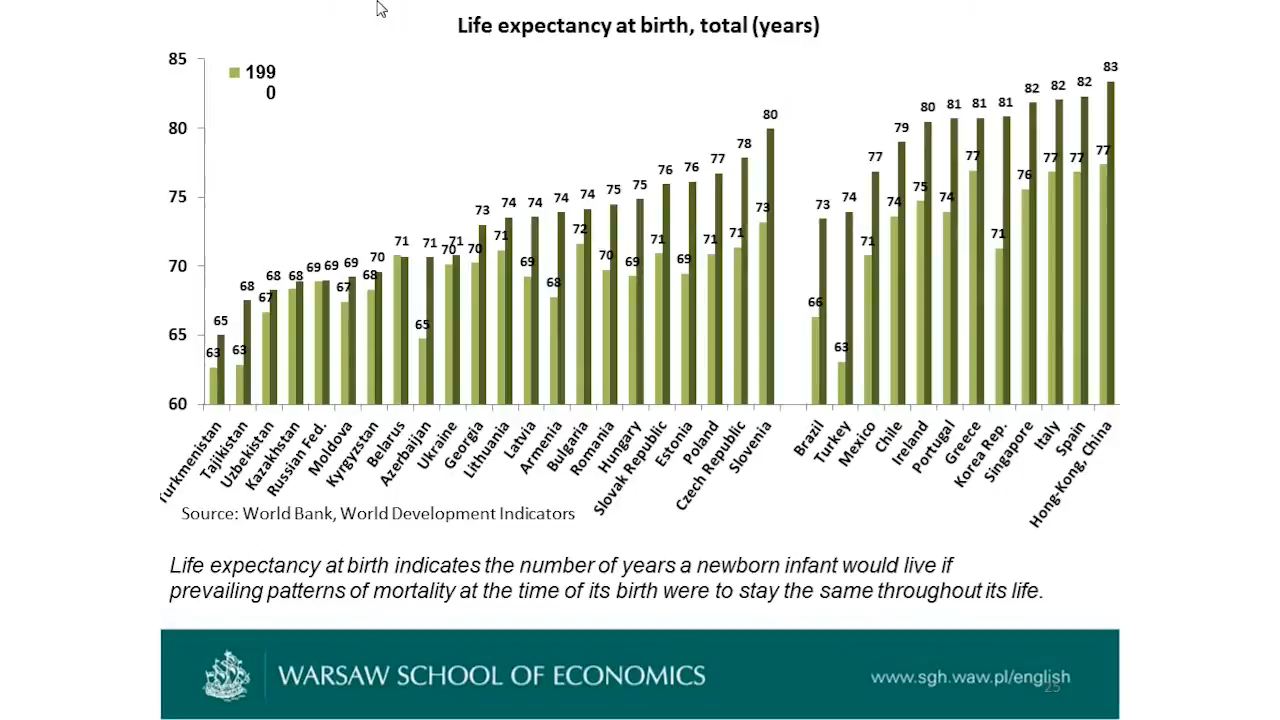 Life expectancy at birth, total (years)
199
0
85
80
75
70
65
60
63 65 63 68 67 68 68 69 69 67 69 68 70 71 65 71 70 71 70 73 71 74 69 74 68 74 72 74 70 75 69 75 71 76 69 76 71 77 71 78 73 80 66 73 63 74 71 77 74 79 75 80 74 81 77 81 71 81 76 82 77 82 77 82 77 83
Turkmenistan
Tajikistan
Uzbekistan
Kazakhstan
Russian Fed.
Moldova
Kyrgyzstan
Belarus
Azerbaijan
Ukraine
Georgia
Lithuania
Latvia
Armenia
Bulgaria
Romania
Hungary
Slovak Republic
Estonia
Poland
Czech Republic
Slovenia
Brazil
Turkey
Mexico
Chile
Ireland
Portugal
Greece
Korea Rep.
Singapore
Italy
Spain
Hong-Kong, China
Source: World Bank, World Development Indicators
Life expectancy at birth indicates the number of years a newborn infant would live if
prevailing patterns of mortality at the time of its birth were to stay the same throughout its life.
WARSAW SCHOOL OF ECONOMICS
www.sgh.waw.pl/english
25